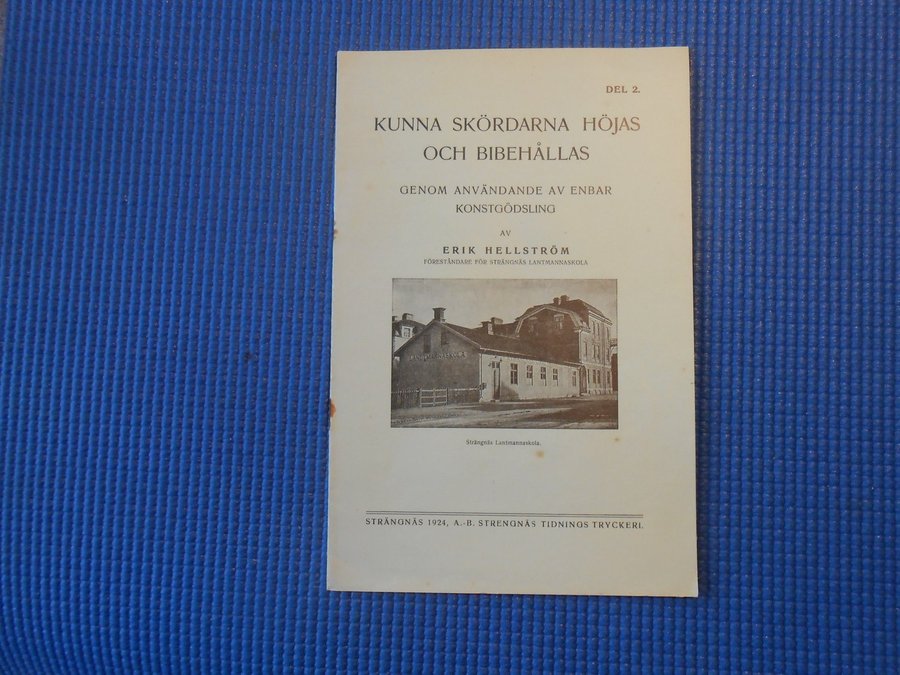 DEL 2.
KUNNA SKÖRDARNA HÖJAS
OCH BIBEHÅLLAS
GENOM ANVÄNDANDE AV ENBAR
KONSTGÖDSLING
AV
ERIK HELLSTRÖM
FÖRESTÅNDARE FÖR STRÄNGNÄS LANTMANNASKOLA
LANTMANNASKOLA
Strängnäs Lantmannaskola.
STRÄNGNÄS 1924, A.-B. STRENGNÄS TIDNINGS TRYCKERI.